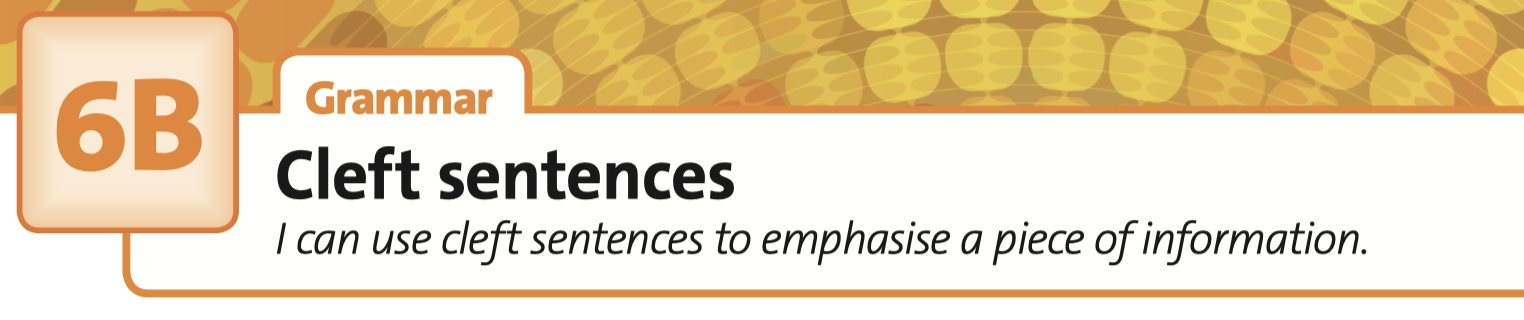 6B
Grammar
Cleft sentences
I can use cleft sentences to emphasise a piece of information.